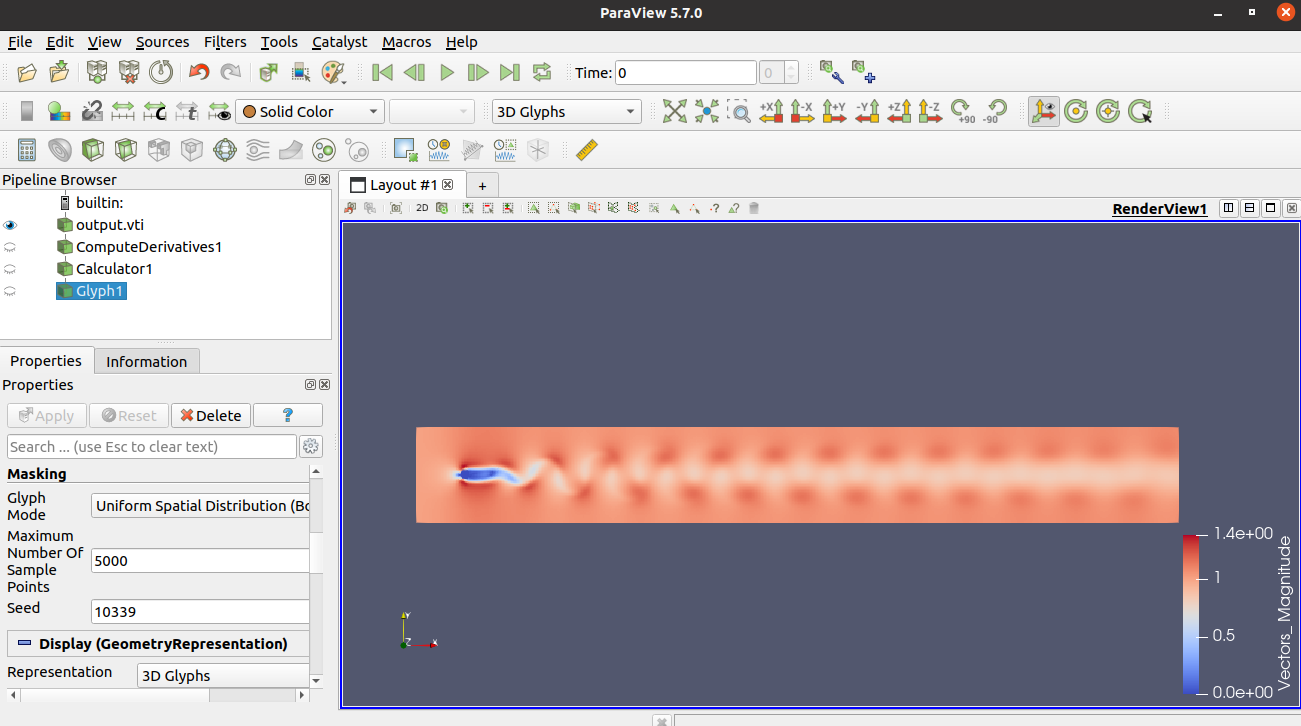 ParaView 5.7.0
File Edit View Sources Filters Tools Catalyst Macros Help
Time: 0 0
Solid Color 3D Glyphs +X -X +Y -Y +Z -Z +90 -90
Pipeline Browser
Layout #1 +
builtin:
2D
RenderView1
output.vti
ComputeDerivatives1
Calculator1
Glyph1
Properties Information
Properties
Apply Reset Delete ?
Search ... (use Esc to clear text)
Masking
Glyph Mode Uniform Spatial Distribution (Bo
Maximum Number Of Sample Points 5000
Seed 10339
Display (GeometryRepresentation)
Representation 3D Glyphs
Y
Z X
1.4e+00
1
0.5
0.0e+00
Vectors_Magnitude